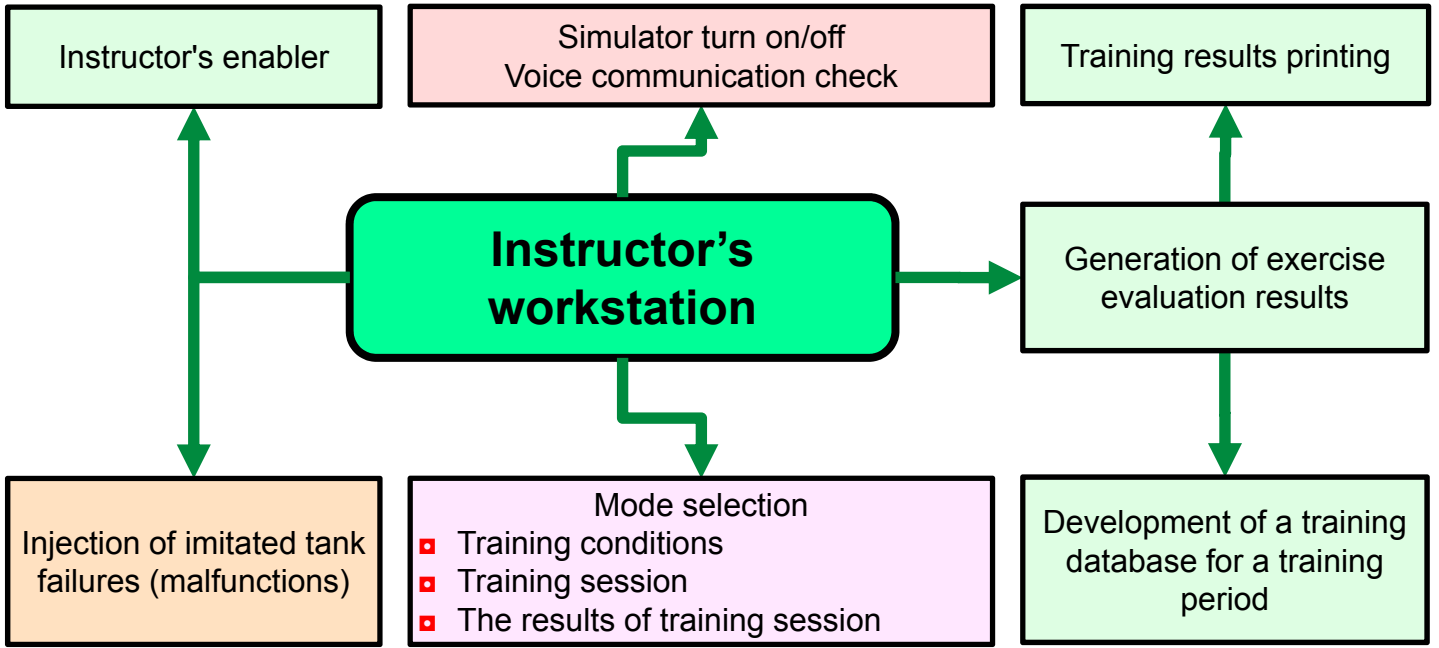 Instructor's enabler
Simulator turn on/off
Voice communication check
Training results printing
Instructor’s
workstation
Generation of exercise
evaluation results
Injection of imitated tank
failures (malfunctions)
Mode selection
Training conditions
Training session
The results of training session
Development of a training
database for a training
period